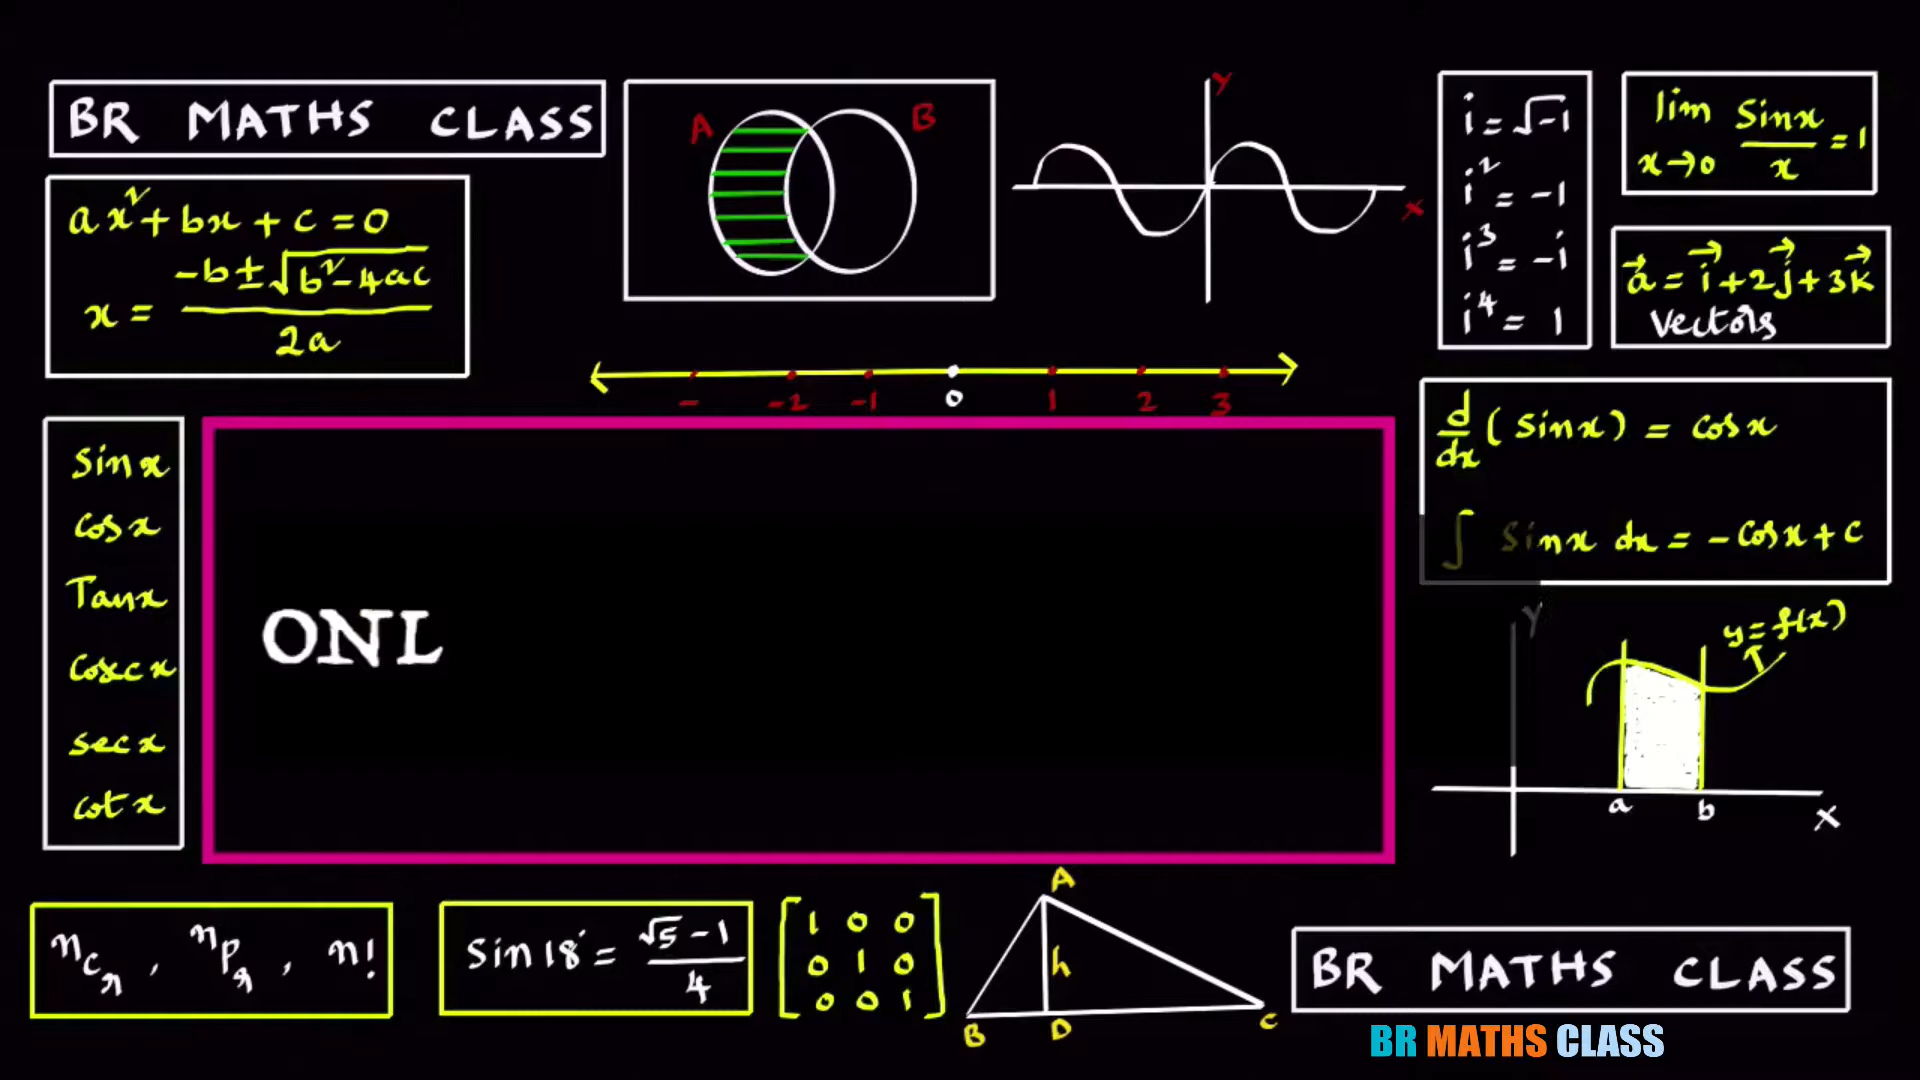 BR MATHS CLASS
ax² + bx + c = 0
x = -b ± √b² - 4ac / 2a
A B
Y
X
i = √-1
i² = -1
i³ = -i
i⁴ = 1
lim x→0 Sinx / x = 1
a⃗ = i⃗ + 2j⃗ + 3k⃗
Vectors
- -2 -1 0 1 2 3
Sinx
Cosx
Tanx
Cosecx
Secx
Cotx
ONL
d/dx (Sinx) = Cosx
∫ Sinx dx = -Cosx + C
Y
y = f(x)
a b X
ⁿCᵣ , ⁿPᵣ , n!
Sin18° = √5 - 1 / 4
1 0 0
0 1 0
0 0 1
A
h
B D C
BR MATHS CLASS
BR MATHS CLASS